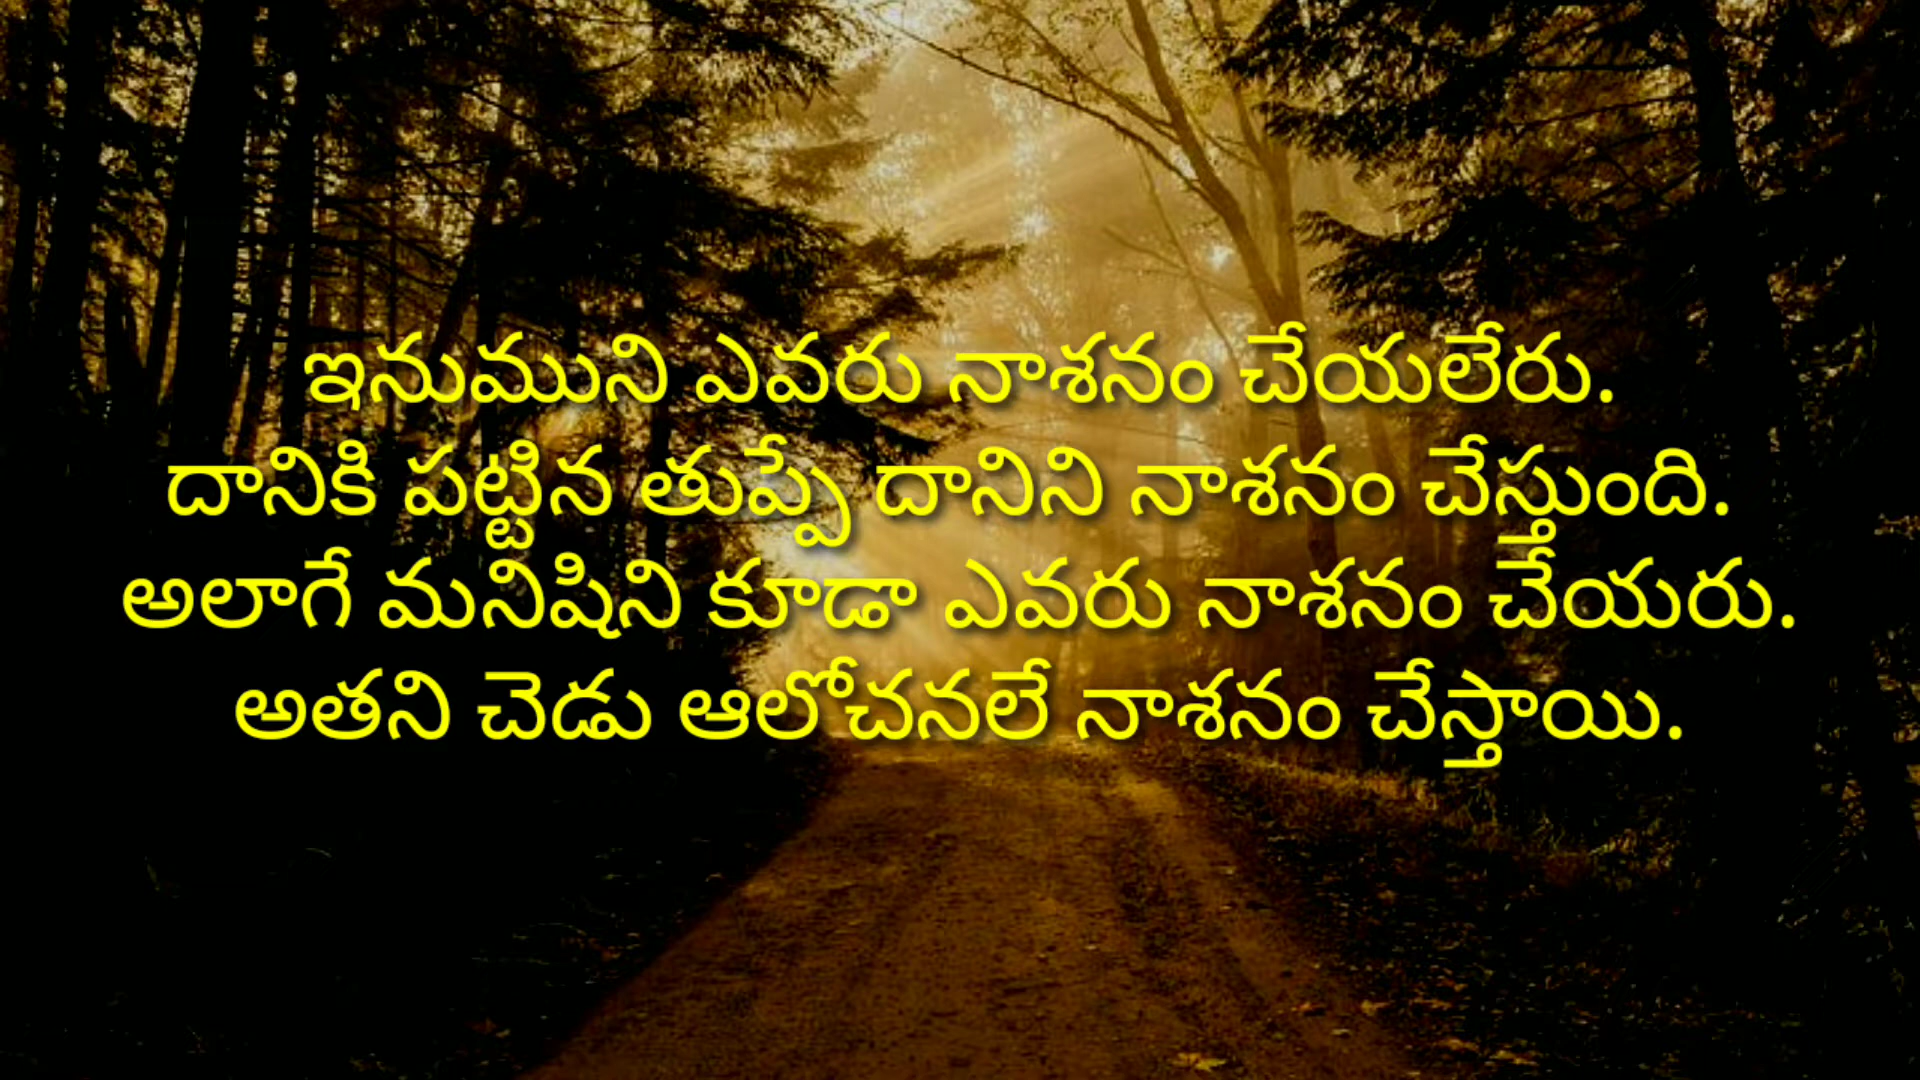 ఇనుముని ఎవరు నాశనం చేయలేరు.
దానికి పట్టిన తుప్పే దానిని నాశనం చేస్తుంది.
అలాగే మనిషిని కూడా ఎవరు నాశనం చేయరు.
అతని చెడు ఆలోచనలే నాశనం చేస్తాయి.